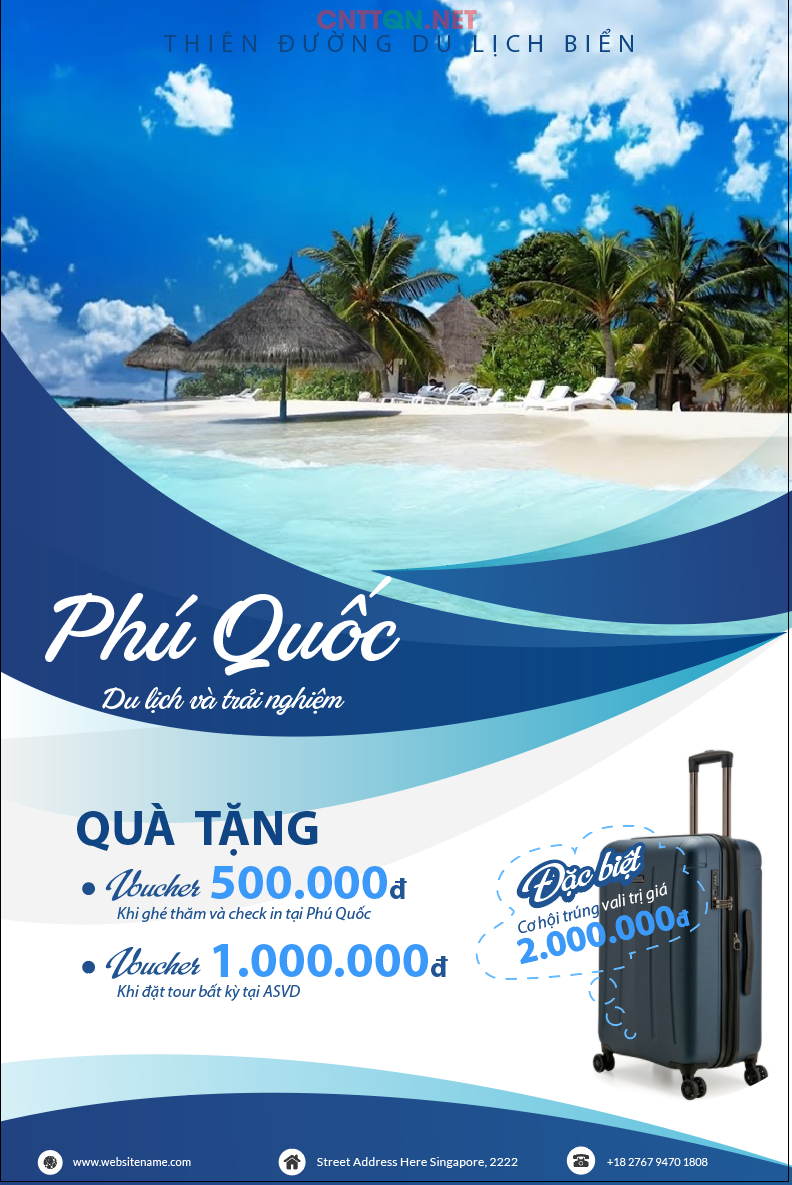 CNTTQN.NET
THIÊN ĐƯỜNG DU LỊCH BIỂN
Phú Quốc
Du lịch và trải nghiệm
QUÀ TẶNG
Voucher 500.000đ
Khi ghé thăm và check in tại Phú Quốc
Voucher 1.000.000đ
Khi đặt tour bất kỳ tại ASVD
Đặc biệt
Cơ hội trúng vali trị giá
2.000.000đ
www.websitename.com
Street Address Here Singapore, 2222
+18 2767 9470 1808